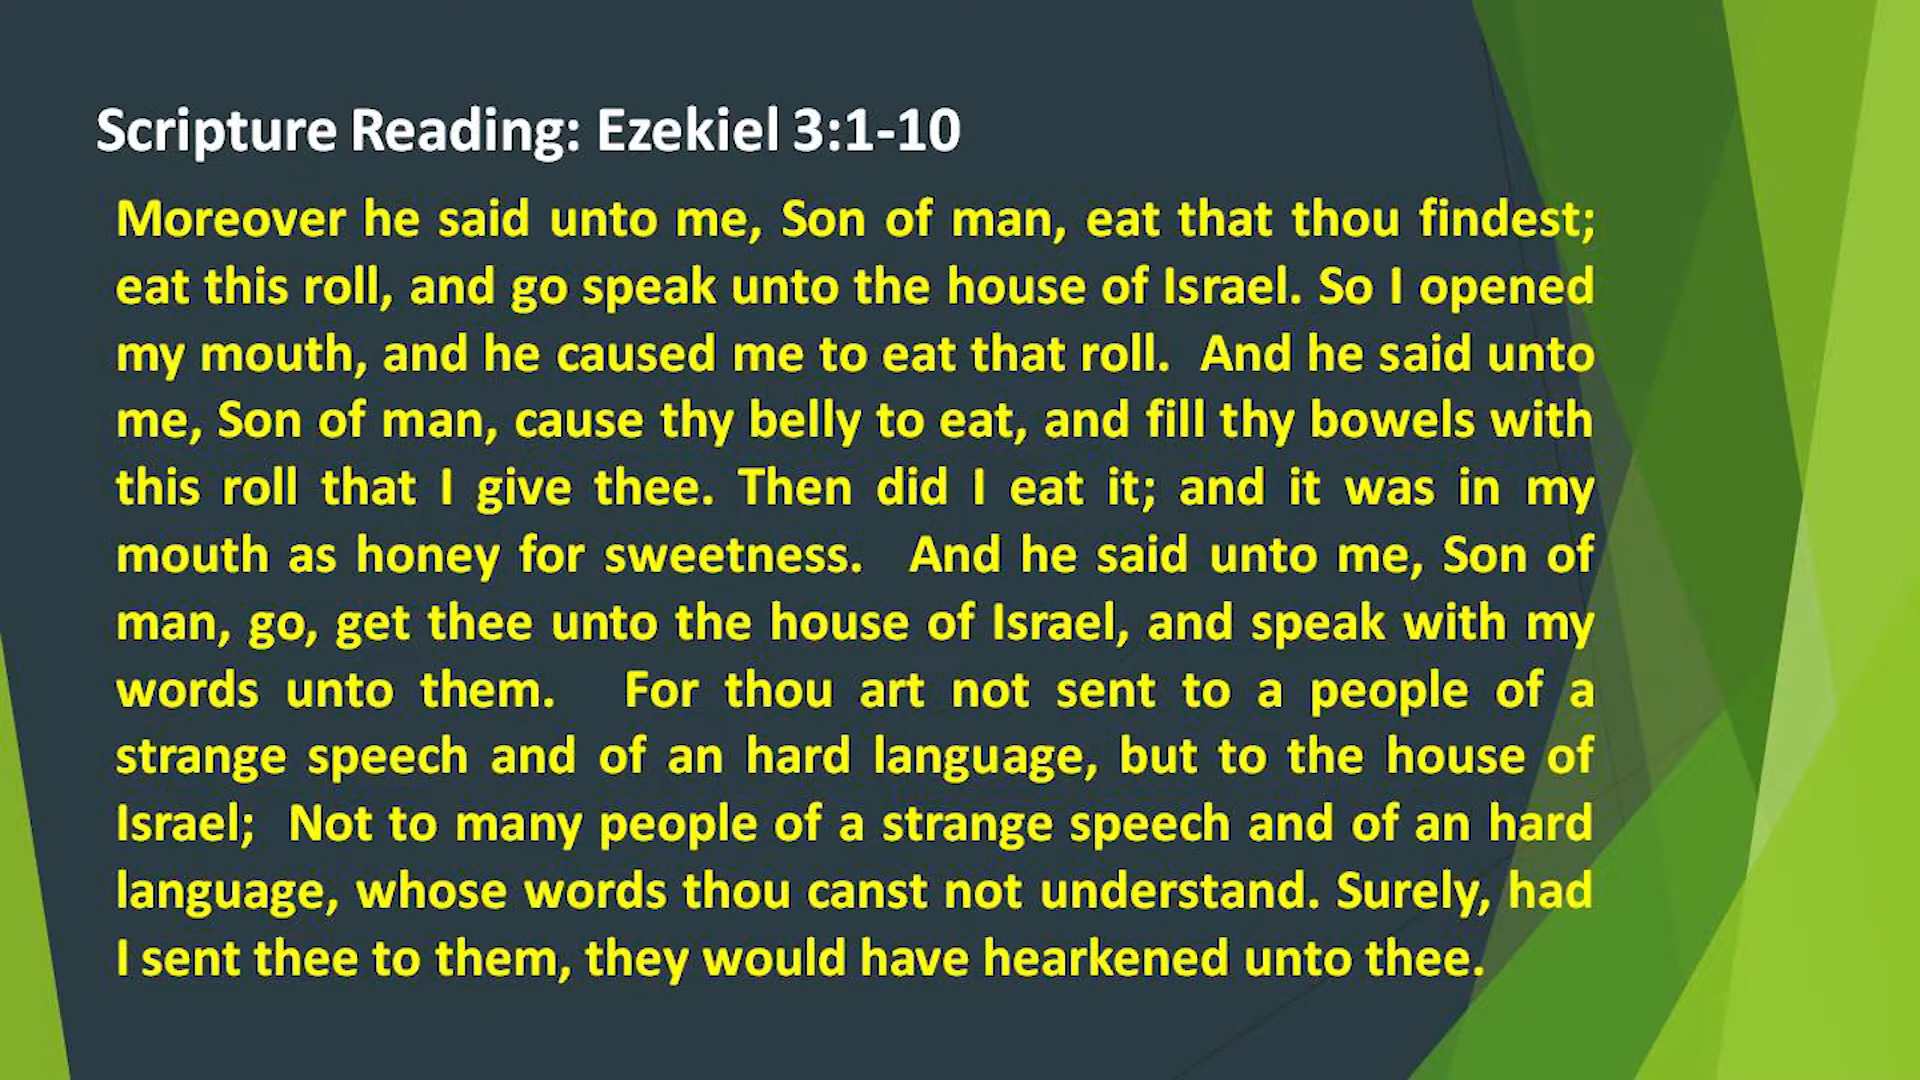 Scripture Reading: Ezekiel 3:1-10
Moreover he said unto me, Son of man, eat that thou findest;
eat this roll, and go speak unto the house of Israel. So I opened
my mouth, and he caused me to eat that roll. And he said unto
me, Son of man, cause thy belly to eat, and fill thy bowels with
this roll that I give thee. Then did I eat it; and it was in my
mouth as honey for sweetness. And he said unto me, Son of
man, go, get thee unto the house of Israel, and speak with my
words unto them. For thou art not sent to a people of a
strange speech and of an hard language, but to the house of
Israel; Not to many people of a strange speech and of an hard
language, whose words thou canst not understand. Surely, had
I sent thee to them, they would have hearkened unto thee.